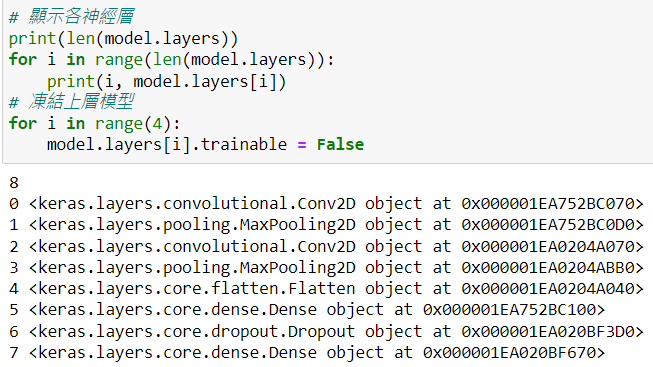 # 顯示各神經層
print(len(model.layers))
for i in range(len(model.layers)):
    print(i, model.layers[i])
# 凍結上層模型
for i in range(4):
    model.layers[i].trainable = False
8
0 <keras.layers.convolutional.Conv2D object at 0x000001EA752BC070>
1 <keras.layers.pooling.MaxPooling2D object at 0x000001EA752BC0D0>
2 <keras.layers.convolutional.Conv2D object at 0x000001EA0204A070>
3 <keras.layers.pooling.MaxPooling2D object at 0x000001EA0204ABB0>
4 <keras.layers.core.flatten.Flatten object at 0x000001EA0204A040>
5 <keras.layers.core.dense.Dense object at 0x000001EA752BC100>
6 <keras.layers.core.dropout.Dropout object at 0x000001EA020BF3D0>
7 <keras.layers.core.dense.Dense object at 0x000001EA020BF670>